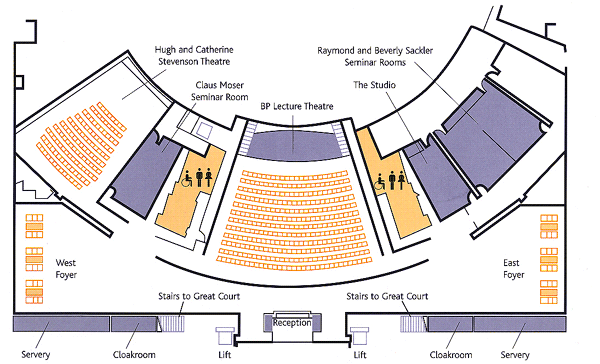 Hugh and Catherine
Stevenson Theatre
Raymond and Beverly Sackler
Seminar Rooms
Claus Moser
Seminar Room
The Studio
BP Lecture Theatre
West
Foyer
East
Foyer
Stairs to Great Court
Stairs to Great Court
Reception
Servery
Cloakroom
Lift
Lift
Cloakroom
Servery